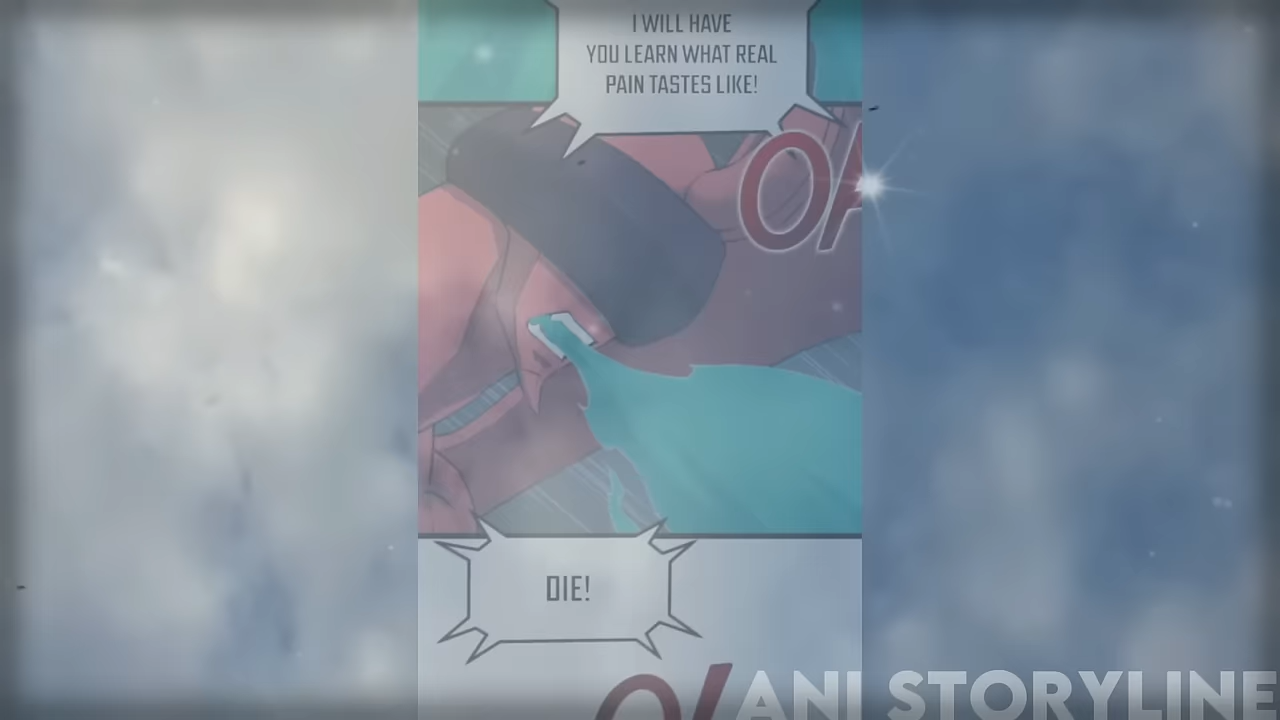 I WILL HAVE
YOU LEARN WHAT REAL
PAIN TASTES LIKE!
DIE!
ANI STORYLINE